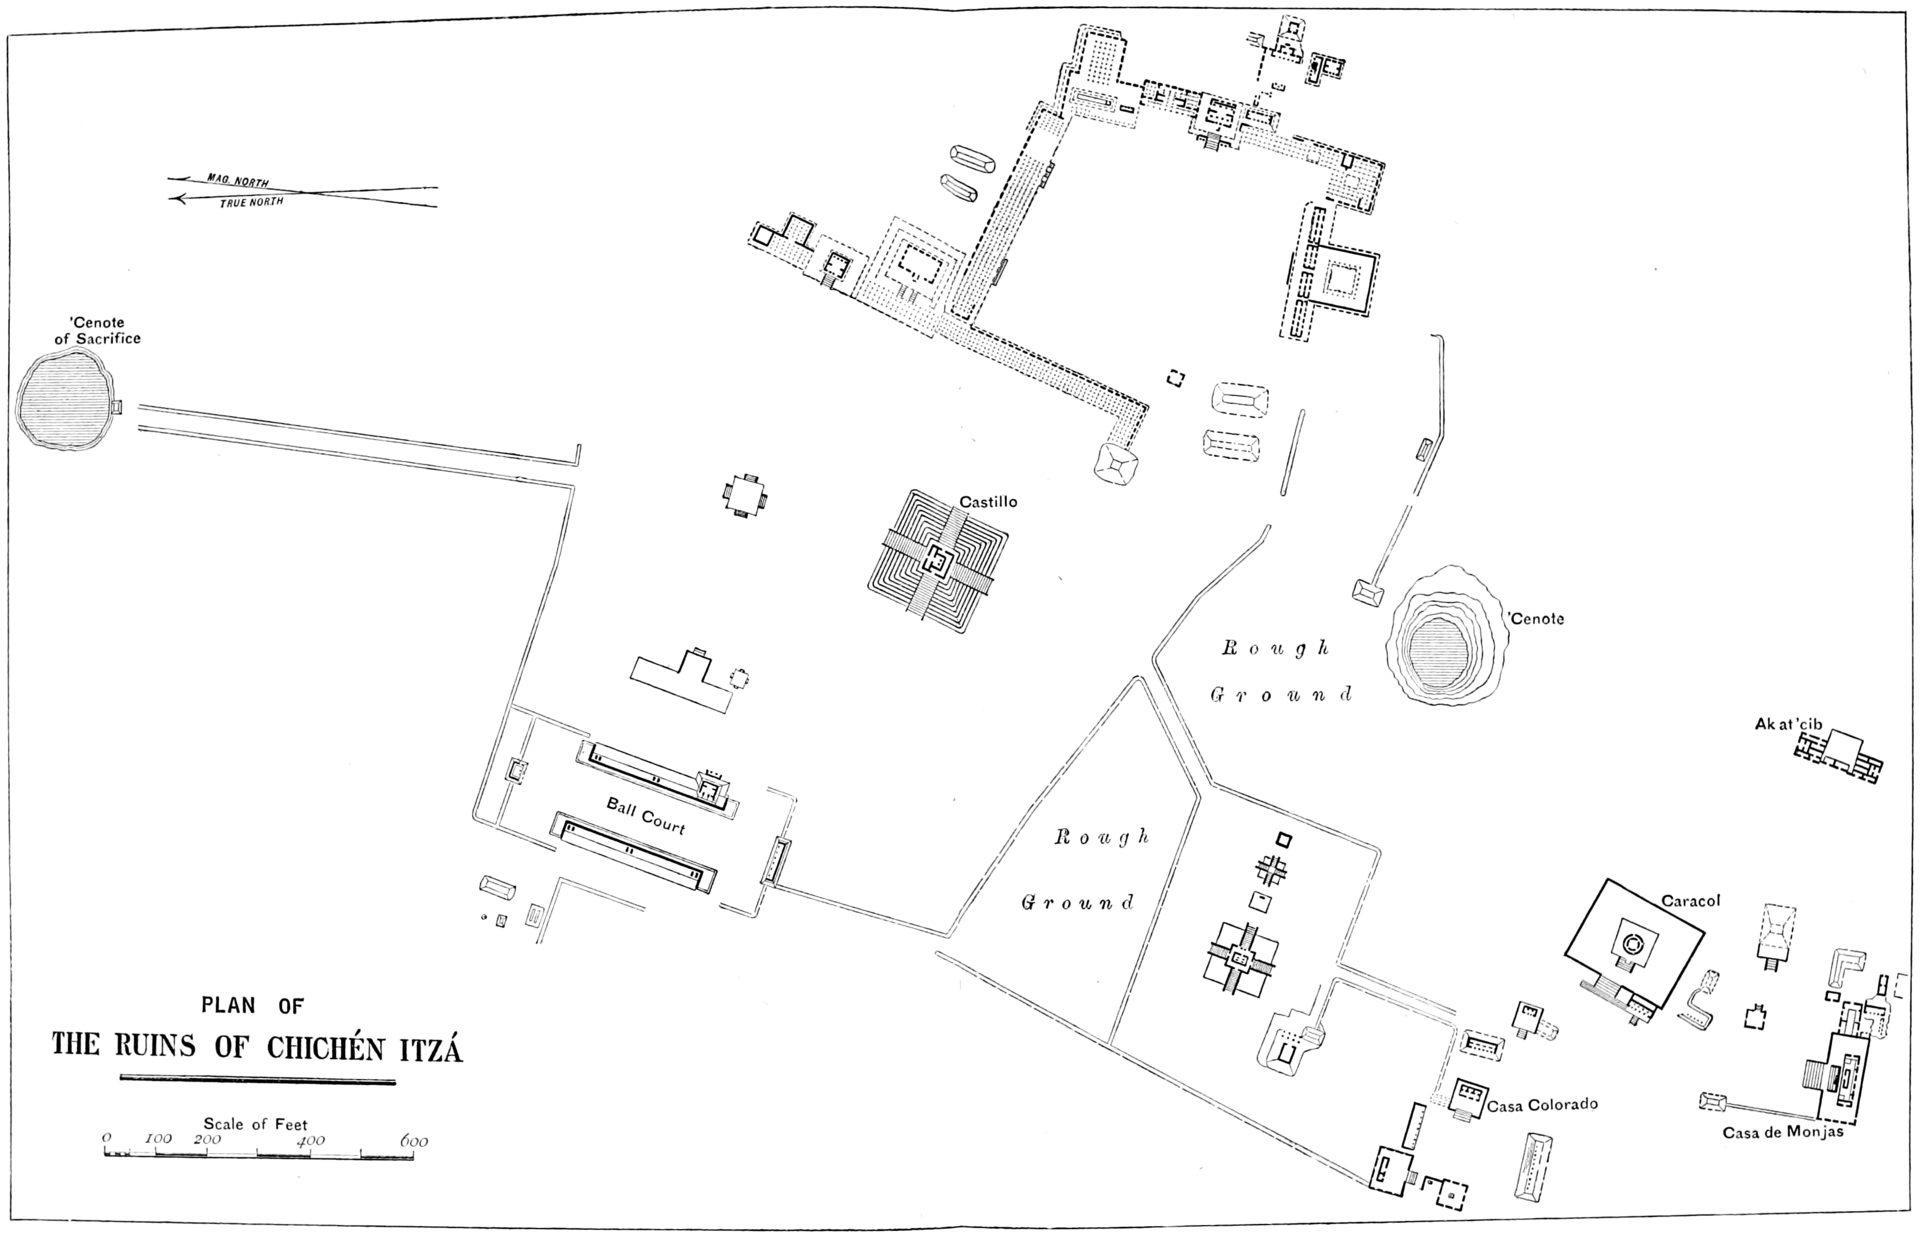 MAG. NORTH
TRUE NORTH
'Cenote
of Sacrifice
Castillo
'Cenote
Rough
Ground
Ak at'cib
Ball Court
Rough
Ground
Caracol
PLAN OF
THE RUINS OF CHICHÉN ITZÁ
Casa Colorado
Casa de Monjas
Scale of Feet
0 100 200 400 600